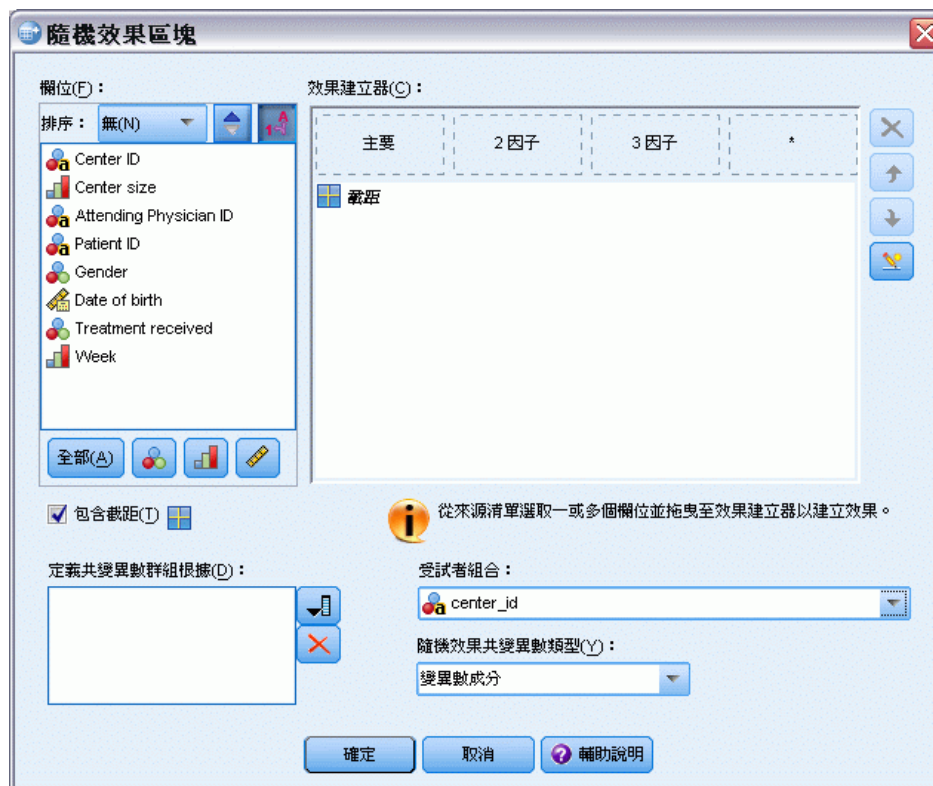 隨機效果區塊
欄位(F)：
排序：
無(N)
Center ID
Center size
Attending Physician ID
Patient ID
Gender
Date of birth
Treatment received
Week
全部(A)
包含截距(T)
效果建立器(C)：
主要
2因子
3因子
*
截距
從來源清單選取一或多個欄位並拖曳至效果建立器以建立效果。
定義共變異數群組根據(D)：
受試者組合：
center_id
隨機效果共變異數類型(Y)：
變異數成分
確定
取消
輔助說明